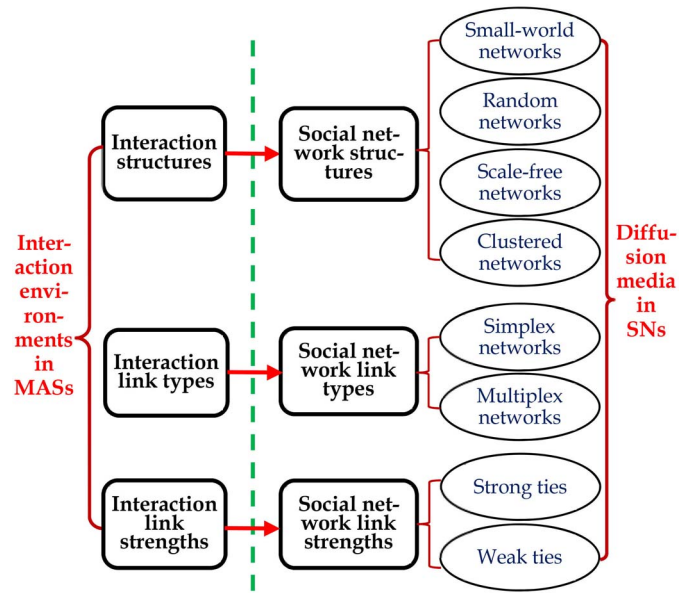 Inter-
action
envi-
ron-
ments
in
MASs
Interaction
structures
Interaction
link types
Interaction
link
strengths
Social net-
work struc-
tures
Social net-
work link
types
Social net-
work link
strengths
Small-world
networks
Random
networks
Scale-free
networks
Clustered
networks
Simplex
networks
Multiplex
networks
Strong ties
Weak ties
Diffu-
sion
media
in
SNs